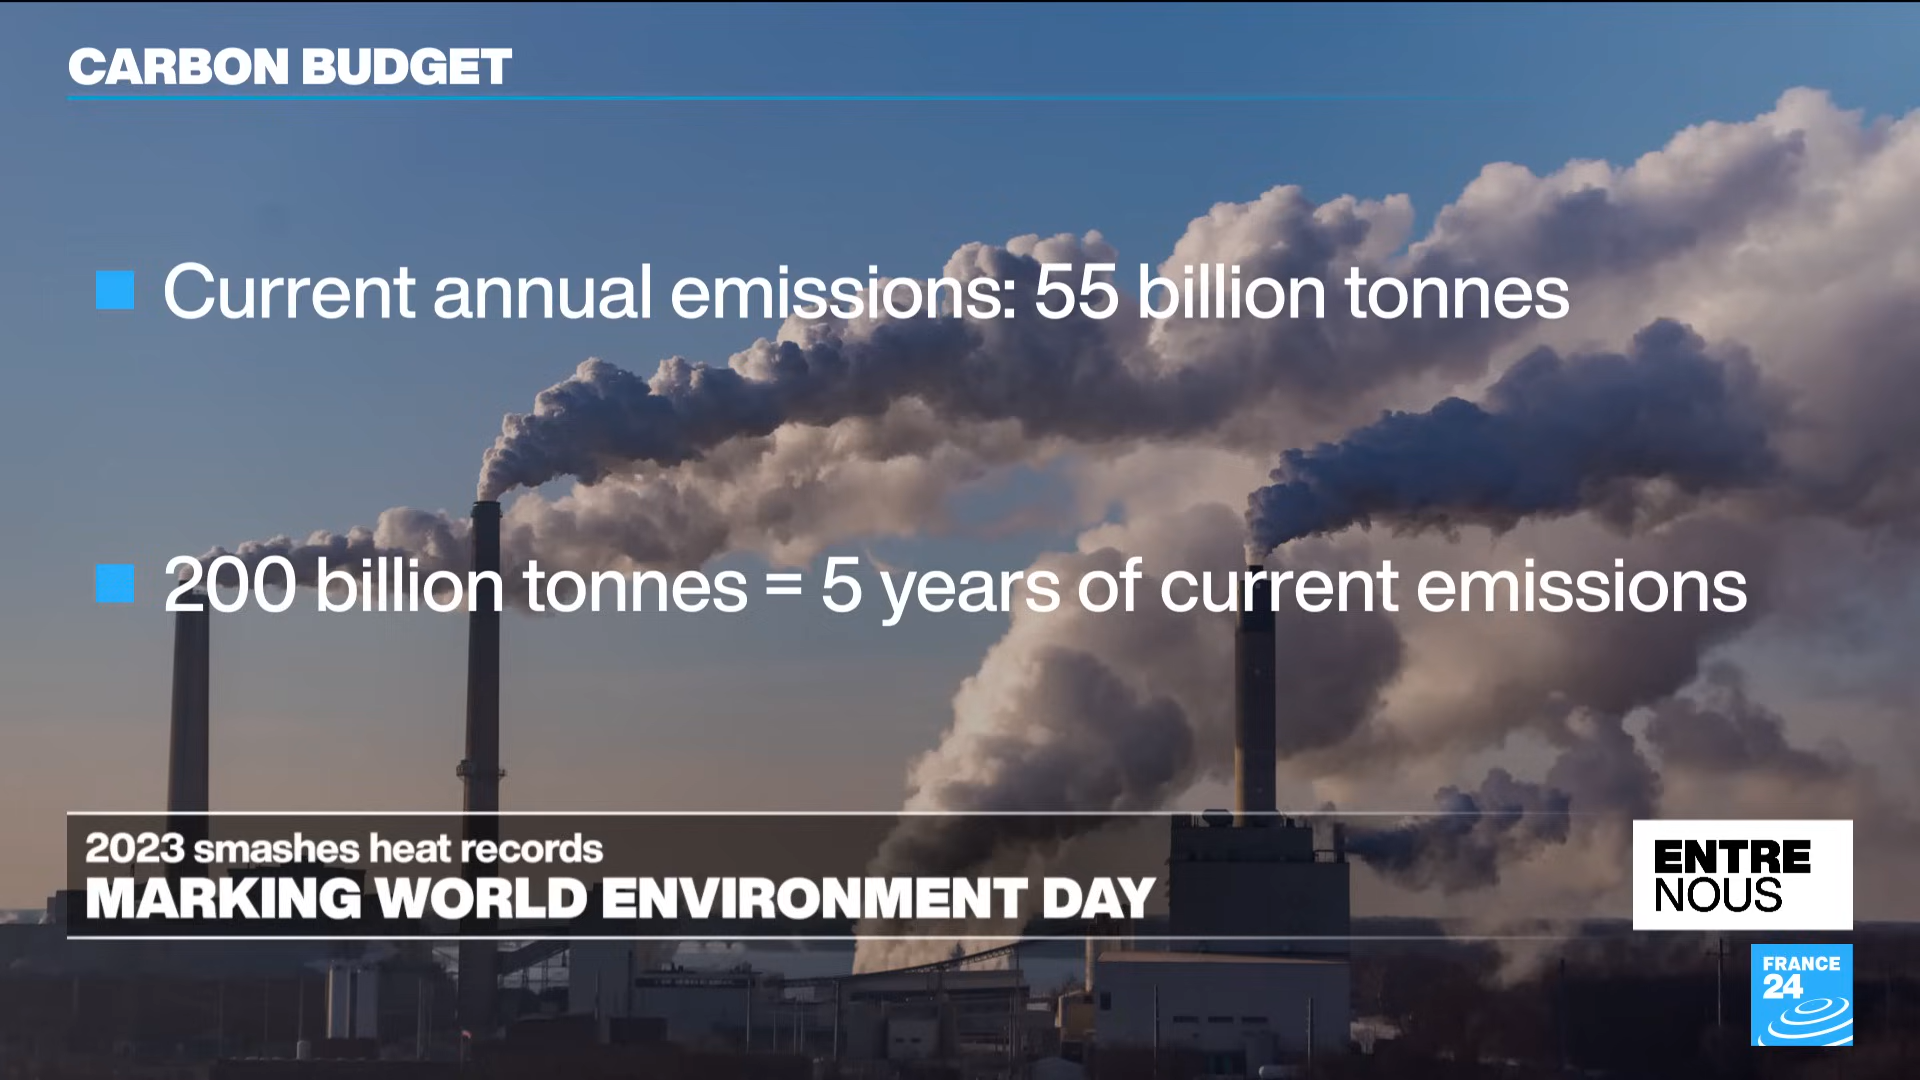 CARBON BUDGET
Current annual emissions: 55 billion tonnes
200 billion tonnes = 5 years of current emissions
2023 smashes heat records
MARKING WORLD ENVIRONMENT DAY
ENTRE
NOUS
FRANCE
24